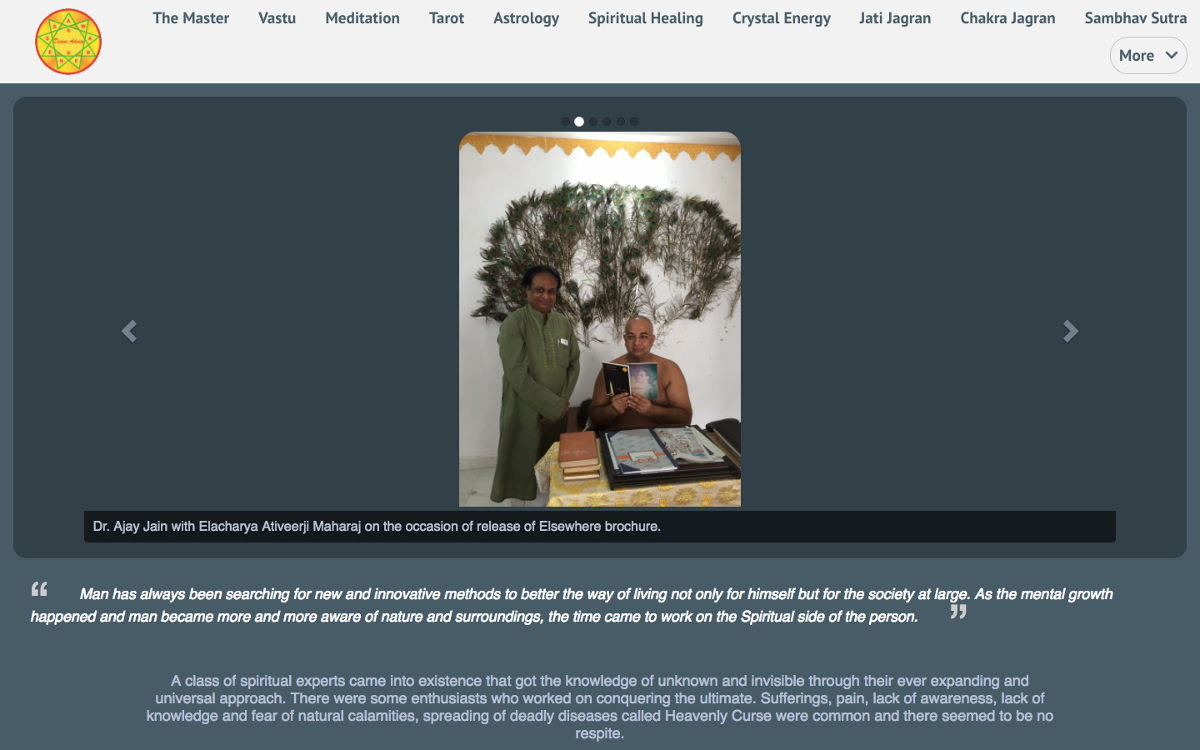 The Master Vastu Meditation Tarot Astrology Spiritual Healing Crystal Energy Jati Jagran Chakra Jagran Sambhav Sutra
More
Dr. Ajay Jain with Elacharya Ativeerji Maharaj on the occasion of release of Elsewhere brochure.
“ Man has always been searching for new and innovative methods to better the way of living not only for himself but for the society at large. As the mental growth
happened and man became more and more aware of nature and surroundings, the time came to work on the Spiritual side of the person. ”
A class of spiritual experts came into existence that got the knowledge of unknown and invisible through their ever expanding and
universal approach. There were some enthusiasts who worked on conquering the ultimate. Sufferings, pain, lack of awareness, lack of
knowledge and fear of natural calamities, spreading of deadly diseases called Heavenly Curse were common and there seemed to be no
respite.